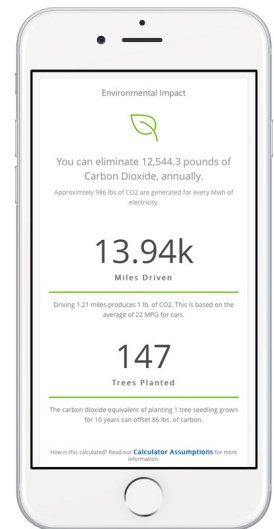 Environmental Impact
You can eliminate 12,544.3 pounds of
Carbon Dioxide, annually.
Approximtely 986 lbs of CO2 are generated for every Mwh of
electricity.
13.94k
Miles Driven
Driving 1.21 miles produces 1 lb. of CO2. This is based on the
average of 22 MPG for cars.
147
Trees Planted
The carbon dioxide equivalent of planting 1 tree seedling grown
for 10 years can offset 86 lbs. of carbon.
How is this calculated? Read our Calculator Assumptions for more
information.